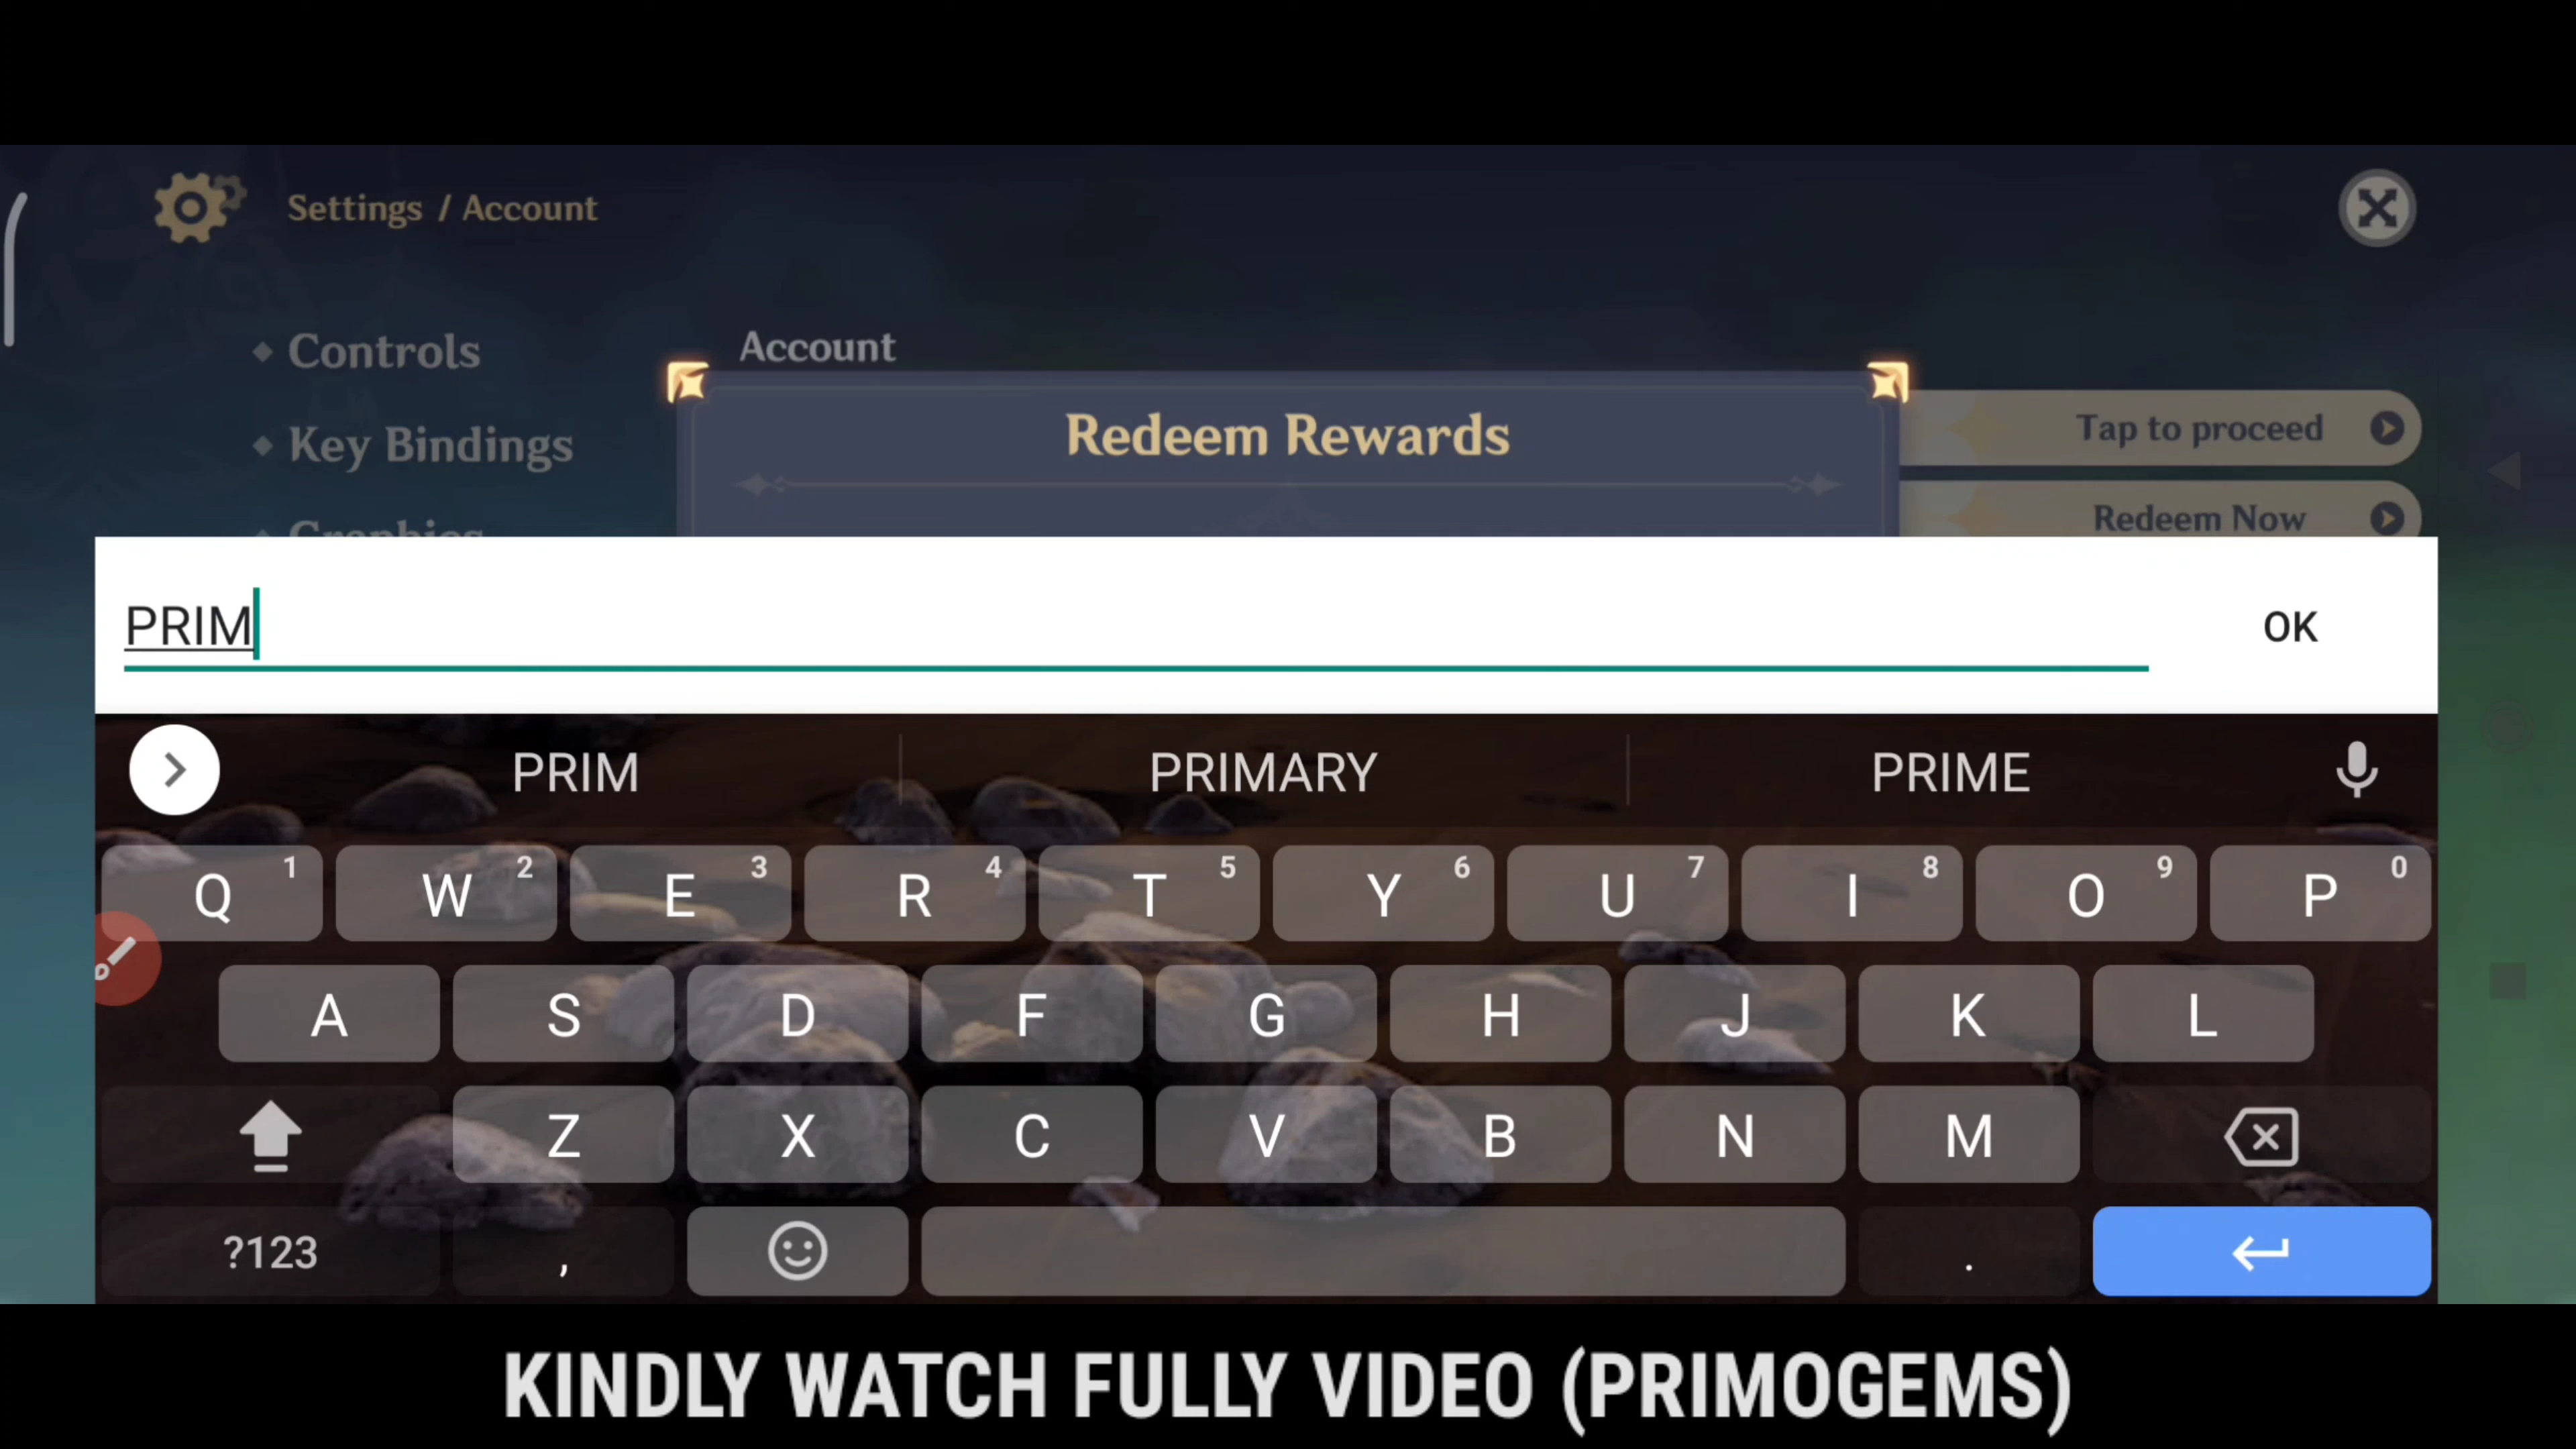 Settings / Account
Controls
Account
Key Bindings
Redeem Rewards
Tap to proceed
Graphics
Redeem Now
PRIM
OK
PRIM PRIMARY PRIME
Q 1 W 2 E 3 R 4 T 5 Y 6 U 7 I 8 O 9 P 0
A S D F G H J K L
Z X C V B N M
?123 , .
KINDLY WATCH FULLY VIDEO (PRIMOGEMS)